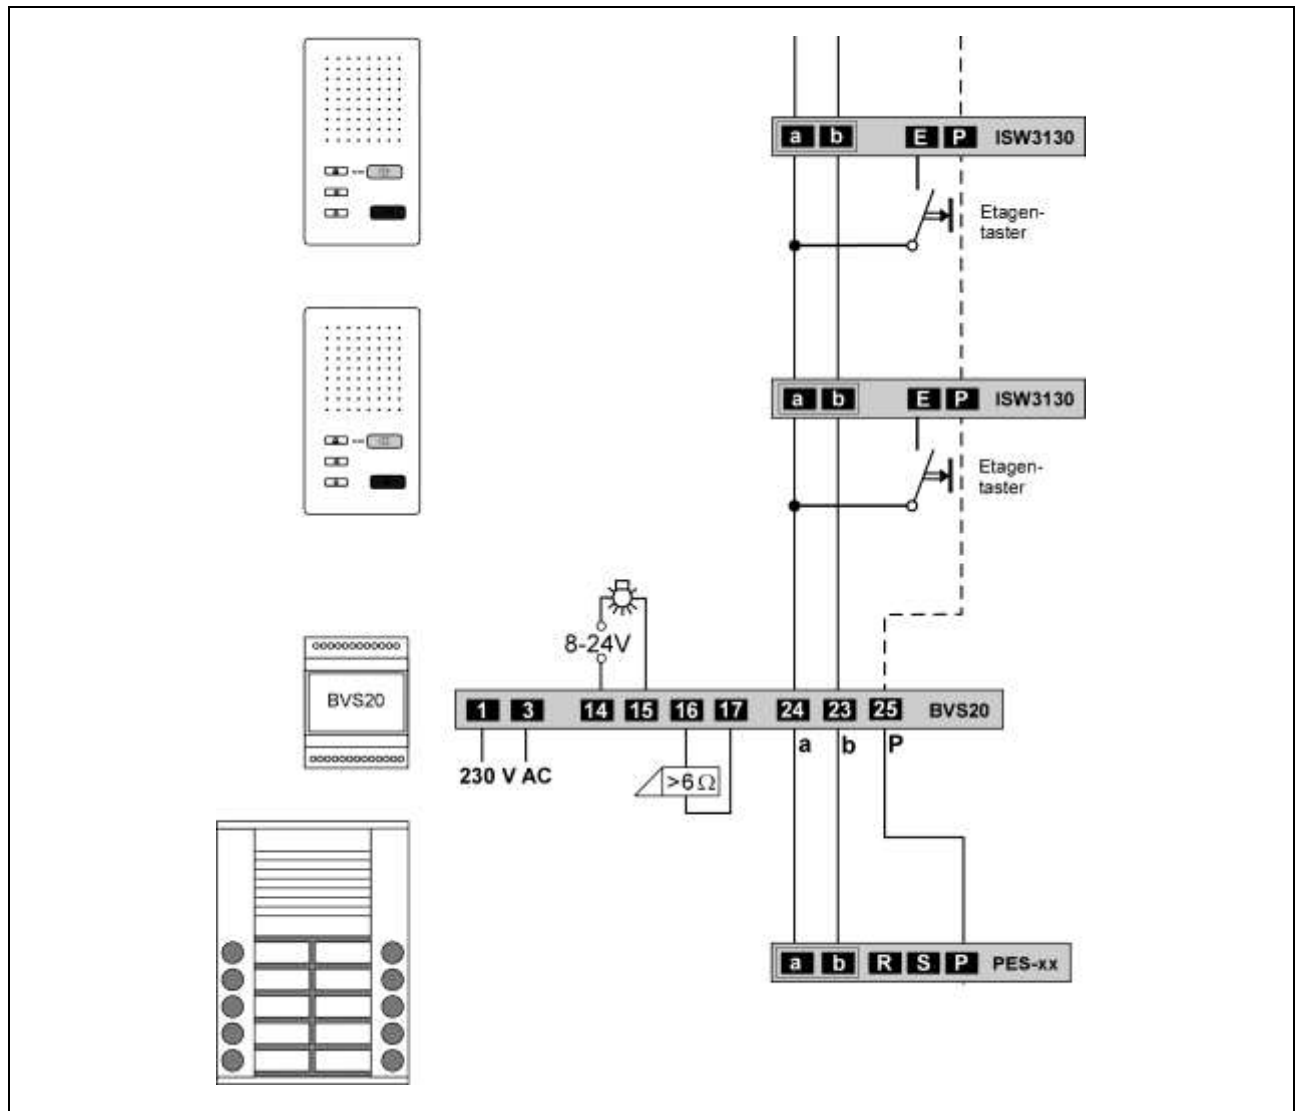 a b E P ISW3130
Etagen-
taster
a b E P ISW3130
Etagen-
taster
8-24V
BVS20
1 3 14 15 16 17 24 23 25 BVS20
a b P
230 V AC
>6 Ω
a b R S P PES-xx